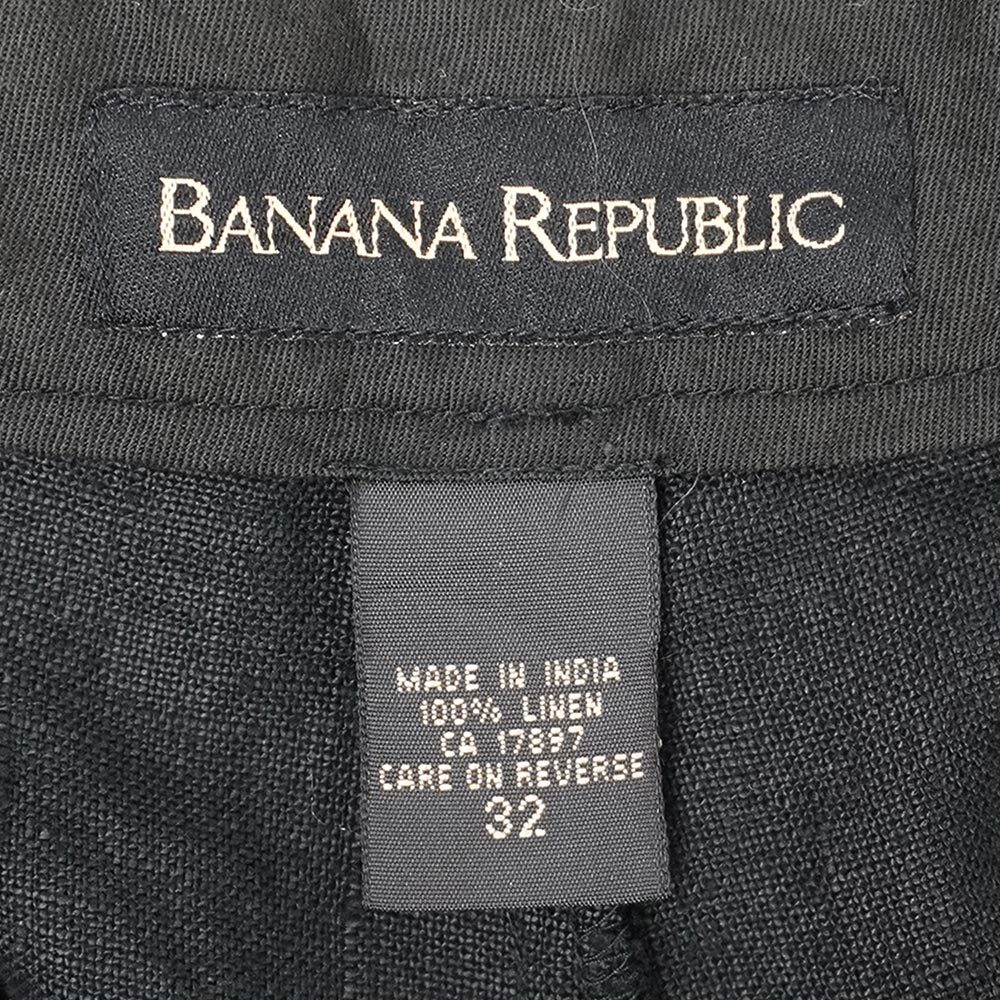 BANANA REPUBLIC
MADE IN INDIA
100% LINEN
CA 17897
CARE ON REVERSE
32